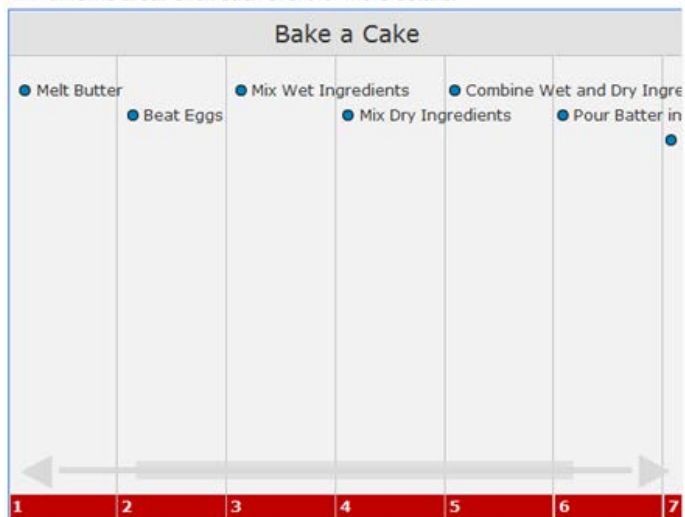 Bake a Cake
Melt Butter
Mix Wet Ingredients
Combine Wet and Dry Ingre
Beat Eggs
Mix Dry Ingredients
Pour Batter in
1 2 3 4 5 6 7